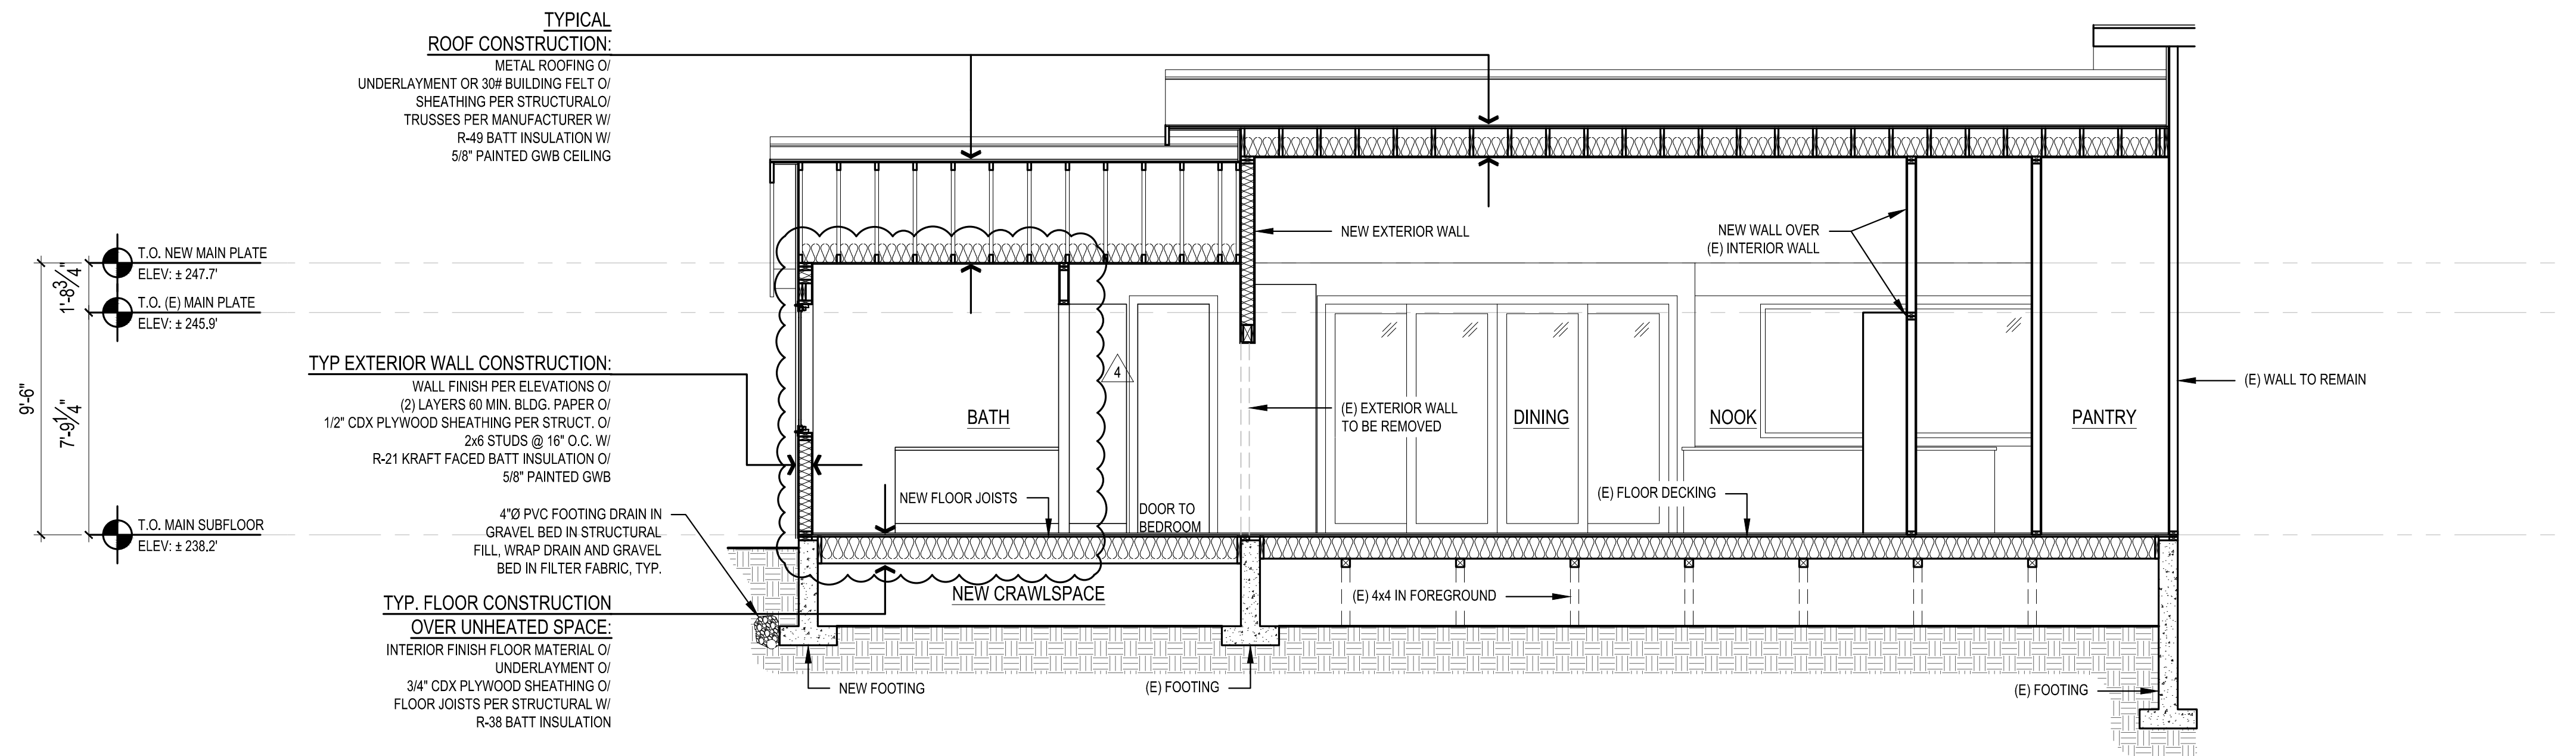 TYPICAL
ROOF CONSTRUCTION:
METAL ROOFING O/
UNDERLAYMENT OR 30# BUILDING FELT O/
SHEATHING PER STRUCTURALO/
TRUSSES PER MANUFACTURER W/
R-49 BATT INSULATION W/
5/8" PAINTED GWB CEILING
T.O. NEW MAIN PLATE
ELEV: ± 247.7'
T.O. (E) MAIN PLATE
ELEV: ± 245.9'
1'-8 3/4"
9'-6"
7'-9 1/4"
TYP EXTERIOR WALL CONSTRUCTION:
WALL FINISH PER ELEVATIONS O/
(2) LAYERS 60 MIN. BLDG. PAPER O/
1/2" CDX PLYWOOD SHEATHING PER STRUCT. O/
2x6 STUDS @ 16" O.C. W/
R-21 KRAFT FACED BATT INSULATION O/
5/8" PAINTED GWB
T.O. MAIN SUBFLOOR
ELEV: ± 238.2'
4"Ø PVC FOOTING DRAIN IN
GRAVEL BED IN STRUCTURAL
FILL, WRAP DRAIN AND GRAVEL
BED IN FILTER FABRIC, TYP.
TYP. FLOOR CONSTRUCTION
OVER UNHEATED SPACE:
INTERIOR FINISH FLOOR MATERIAL O/
UNDERLAYMENT O/
3/4" CDX PLYWOOD SHEATHING O/
FLOOR JOISTS PER STRUCTURAL W/
R-38 BATT INSULATION
NEW EXTERIOR WALL
NEW WALL OVER
(E) INTERIOR WALL
4
(E) WALL TO REMAIN
BATH
(E) EXTERIOR WALL
TO BE REMOVED
DINING
NOOK
PANTRY
NEW FLOOR JOISTS
DOOR TO
BEDROOM
(E) FLOOR DECKING
NEW CRAWLSPACE
(E) 4x4 IN FOREGROUND
NEW FOOTING
(E) FOOTING
(E) FOOTING